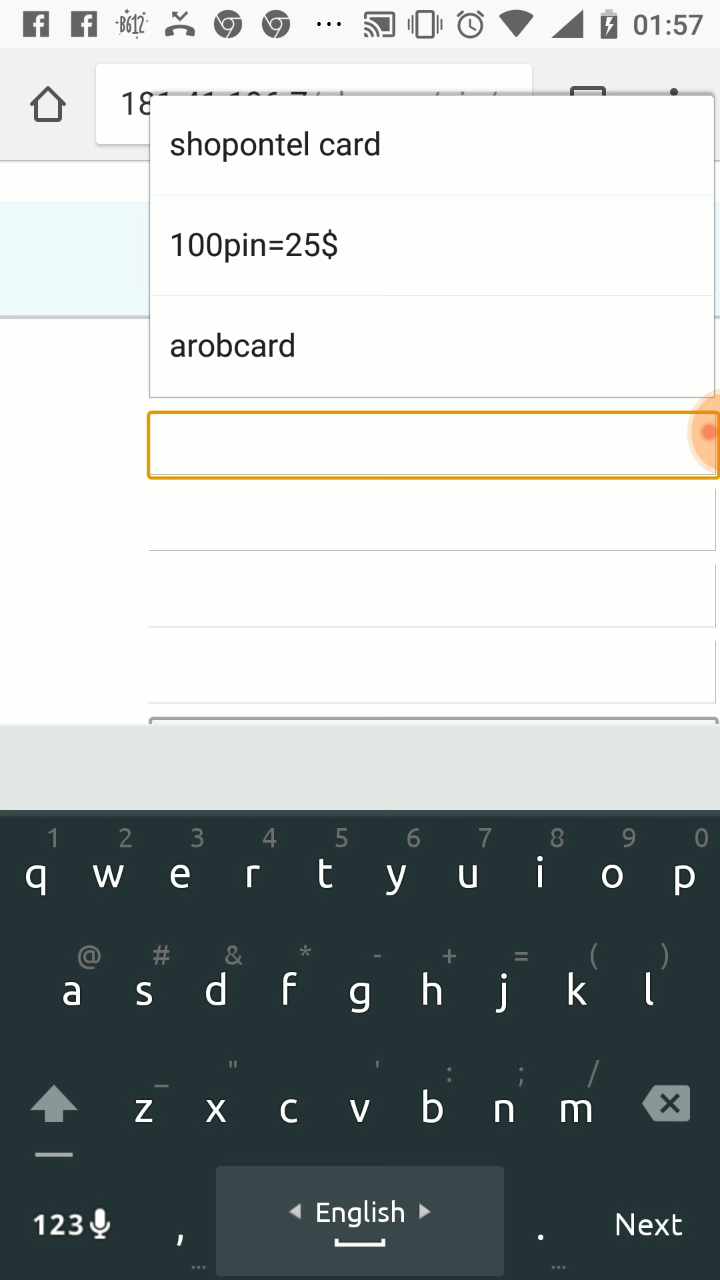 B612 ... 01:57
shopontel card
100pin=25$
arobcard
1 2 3 4 5 6 7 8 9 0
q w e r t y u i o p
@ # & * - + = ( )
a s d f g h j k l
_ " ' : ; /
z x c v b n m
123 , English . Next